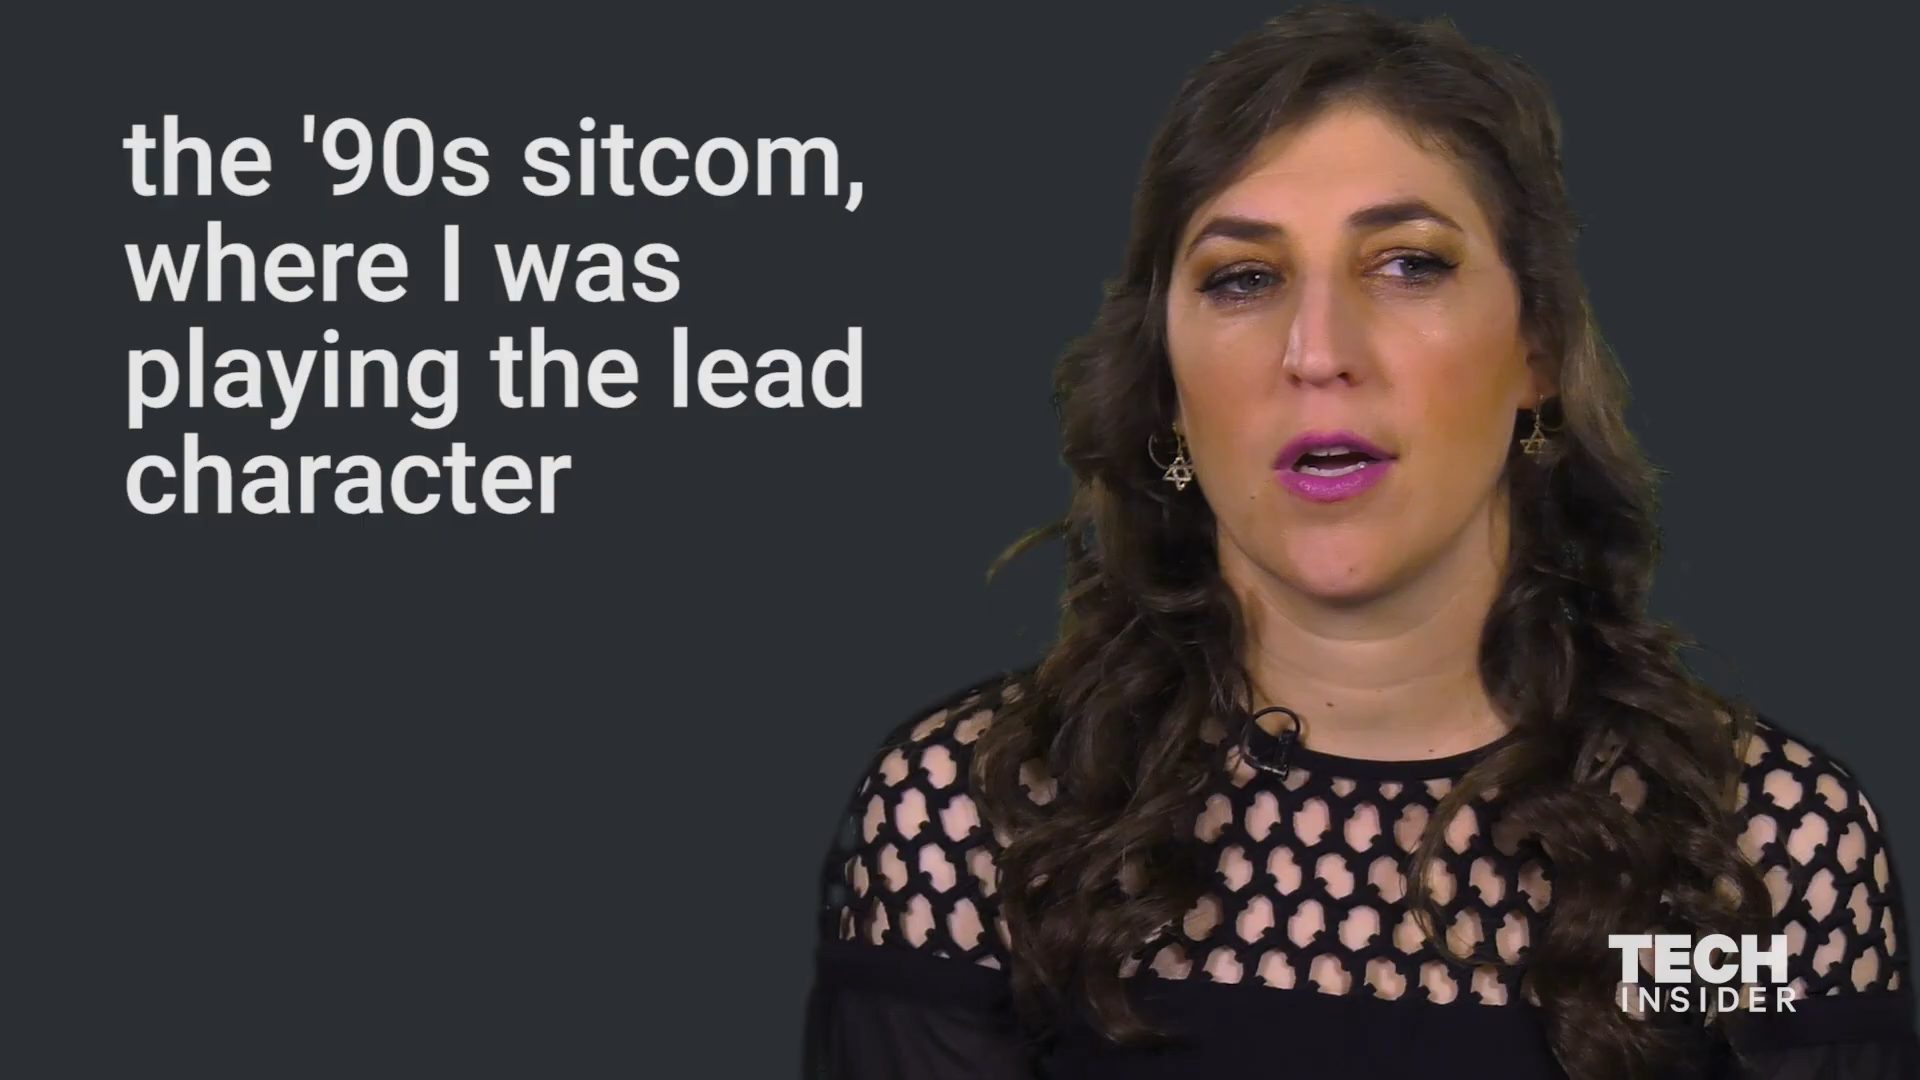 the '90s sitcom,
where I was
playing the lead
character
TECH
INSIDER